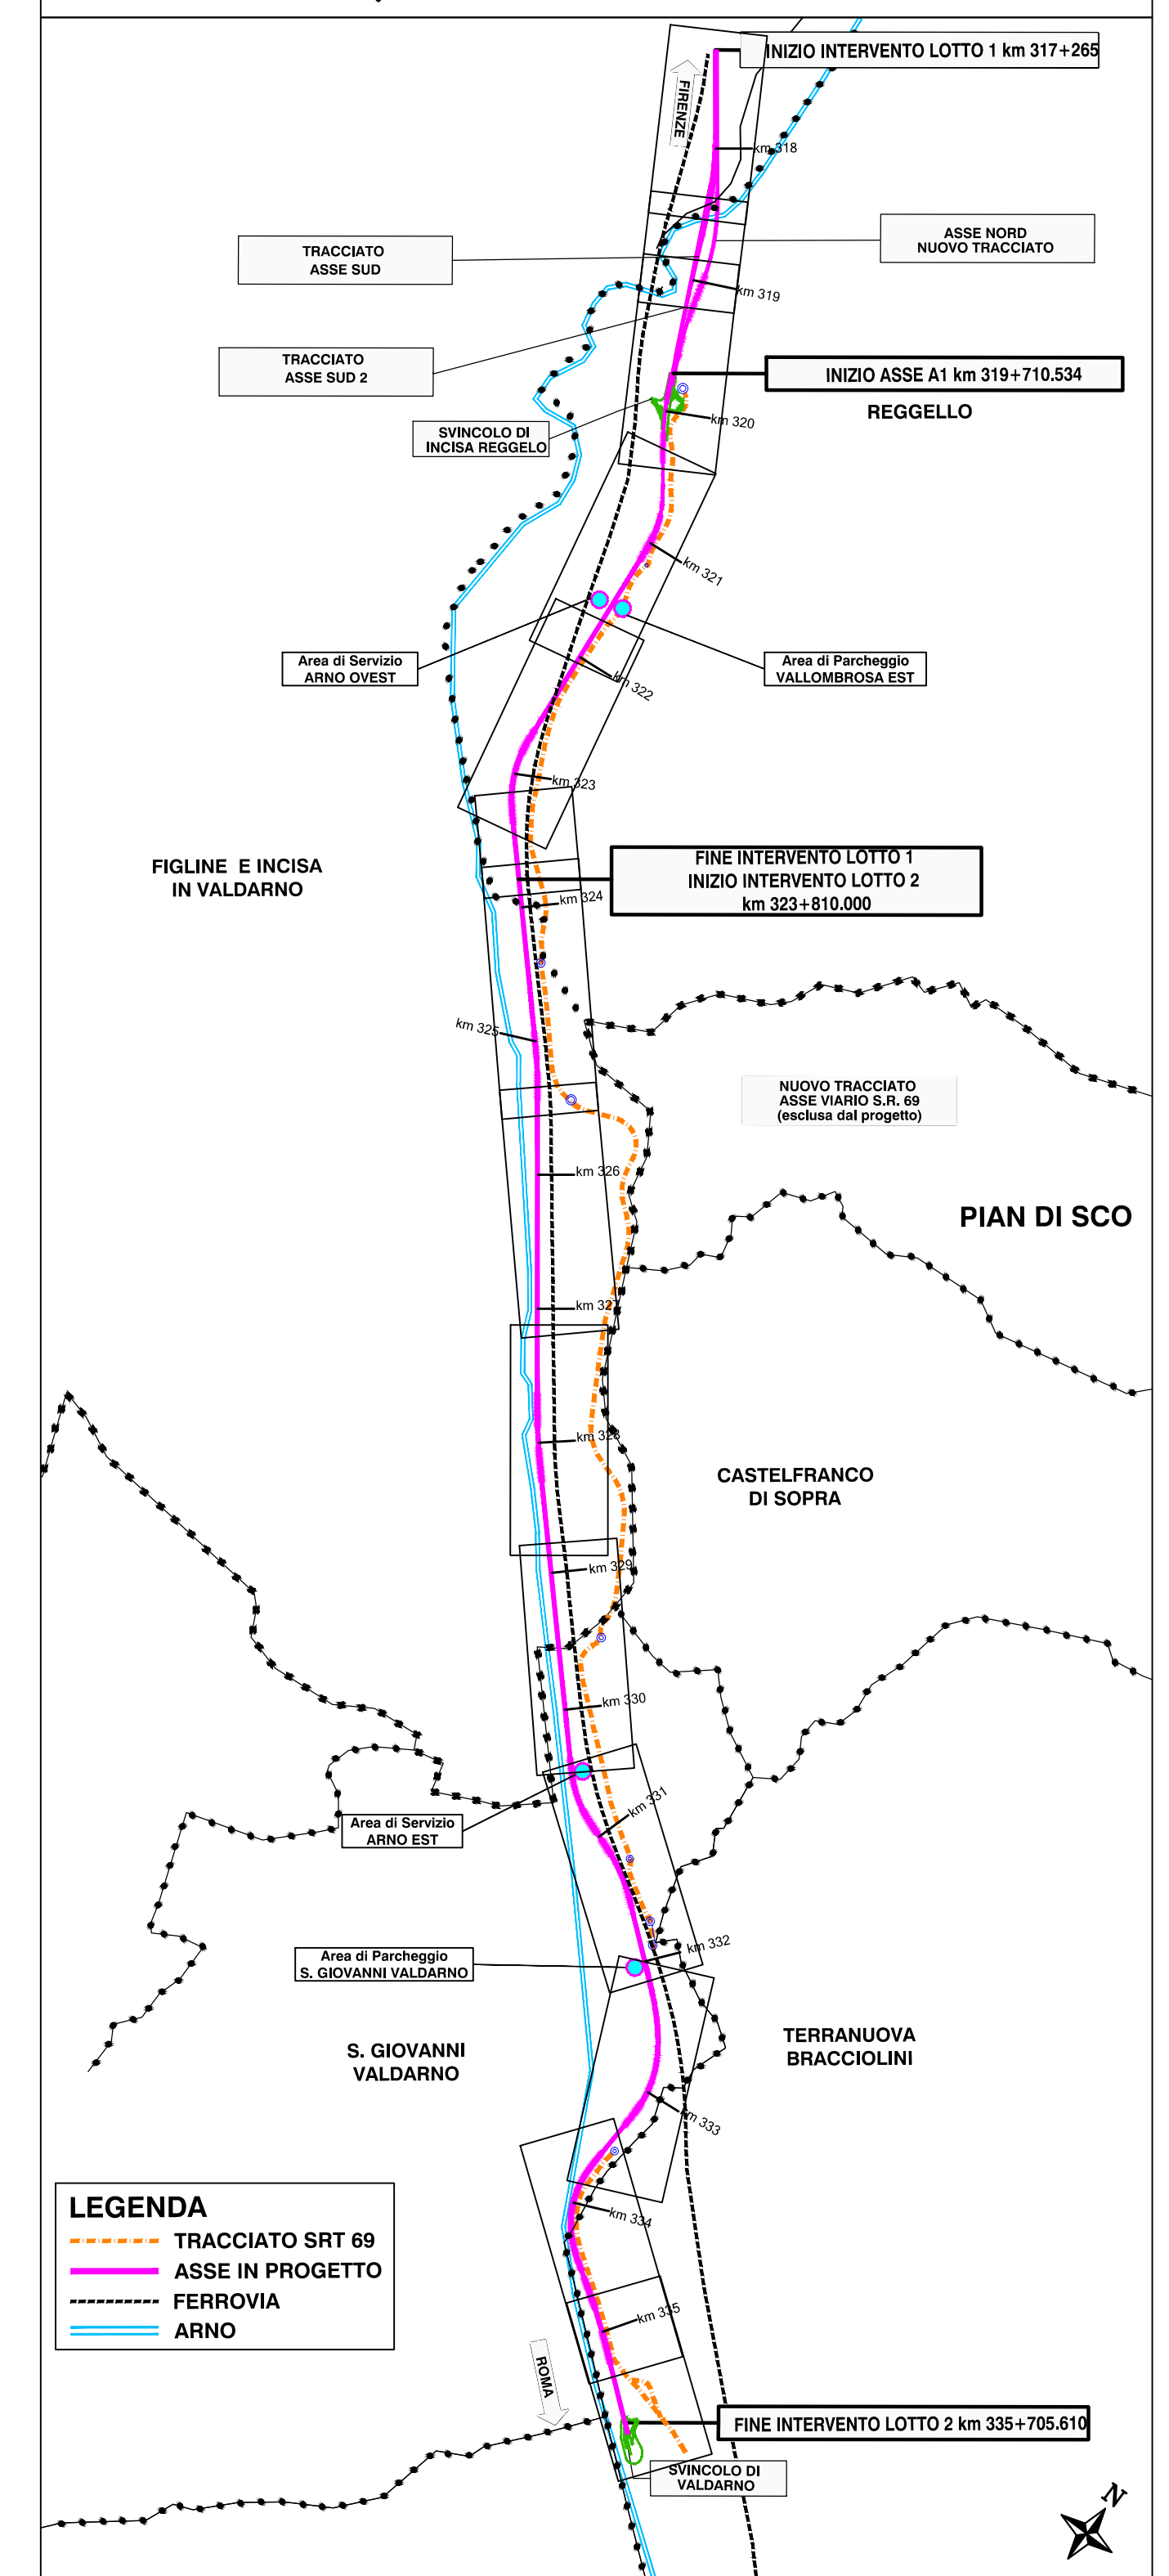 INIZIO INTERVENTO LOTTO 1 km 317+265
FIRENZE
km 318
ASSE NORD
NUOVO TRACCIATO
TRACCIATO
ASSE SUD
km 319
TRACCIATO
ASSE SUD 2
INIZIO ASSE A1 km 319+710.534
REGGELLO
km 320
SVINCOLO DI
INCISA REGGELO
km 321
Area di Servizio
ARNO OVEST
Area di Parcheggio
VALLOMBROSA EST
km 322
km 323
FIGLINE E INCISA
IN VALDARNO
FINE INTERVENTO LOTTO 1
INIZIO INTERVENTO LOTTO 2
km 323+810.000
km 324
km 325
NUOVO TRACCIATO
ASSE VIARIO S.R. 69
(esclusa dal progetto)
km 326
PIAN DI SCO
km 327
km 328
CASTELFRANCO
DI SOPRA
km 329
km 330
km 331
Area di Servizio
ARNO EST
km 332
Area di Parcheggio
S. GIOVANNI VALDARNO
TERRANUOVA
BRACCIOLINI
S. GIOVANNI
VALDARNO
km 333
km 334
LEGENDA
TRACCIATO SRT 69
ASSE IN PROGETTO
FERROVIA
ARNO
km 335
ROMA
FINE INTERVENTO LOTTO 2 km 335+705.610
SVINCOLO DI
VALDARNO
N